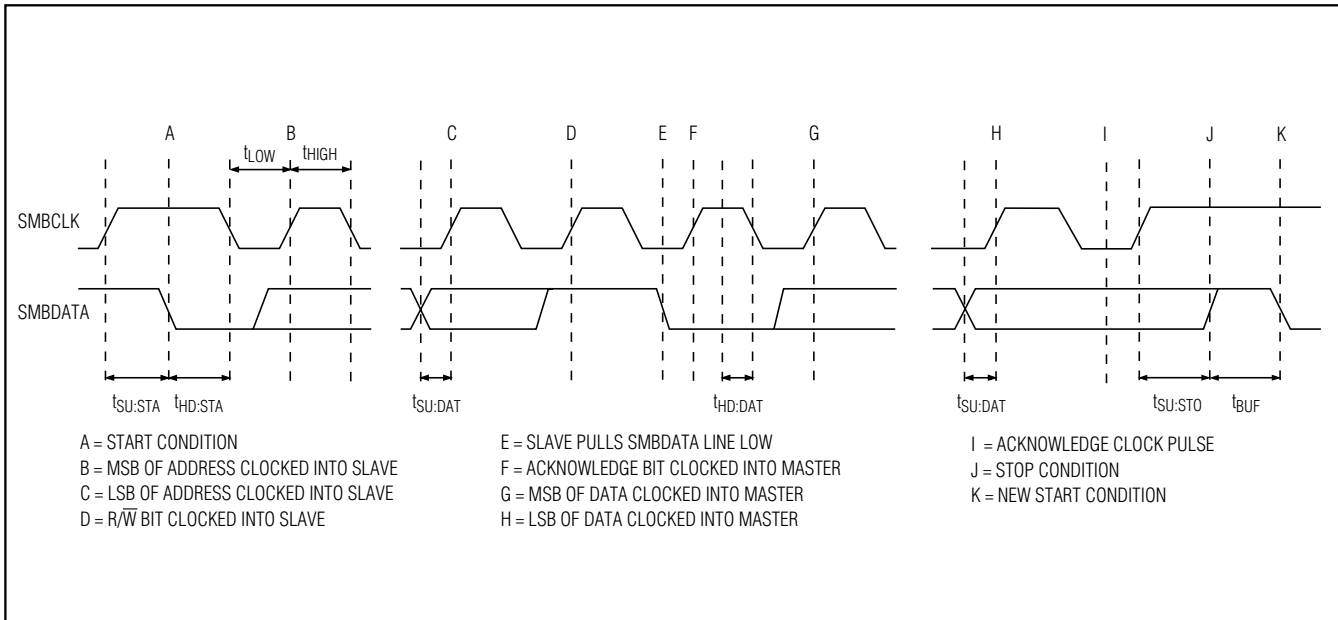 A B C D E F G H I J K
tLOW tHIGH
SMBCLK
SMBDATA
tSU:STA tHD:STA tSU:DAT tHD:DAT tSU:DAT tSU:STO tBUF
A = START CONDITION
B = MSB OF ADDRESS CLOCKED INTO SLAVE
C = LSB OF ADDRESS CLOCKED INTO SLAVE
D = R/W̅ BIT CLOCKED INTO SLAVE
E = SLAVE PULLS SMBDATA LINE LOW
F = ACKNOWLEDGE BIT CLOCKED INTO MASTER
G = MSB OF DATA CLOCKED INTO MASTER
H = LSB OF DATA CLOCKED INTO MASTER
I = ACKNOWLEDGE CLOCK PULSE
J = STOP CONDITION
K = NEW START CONDITION